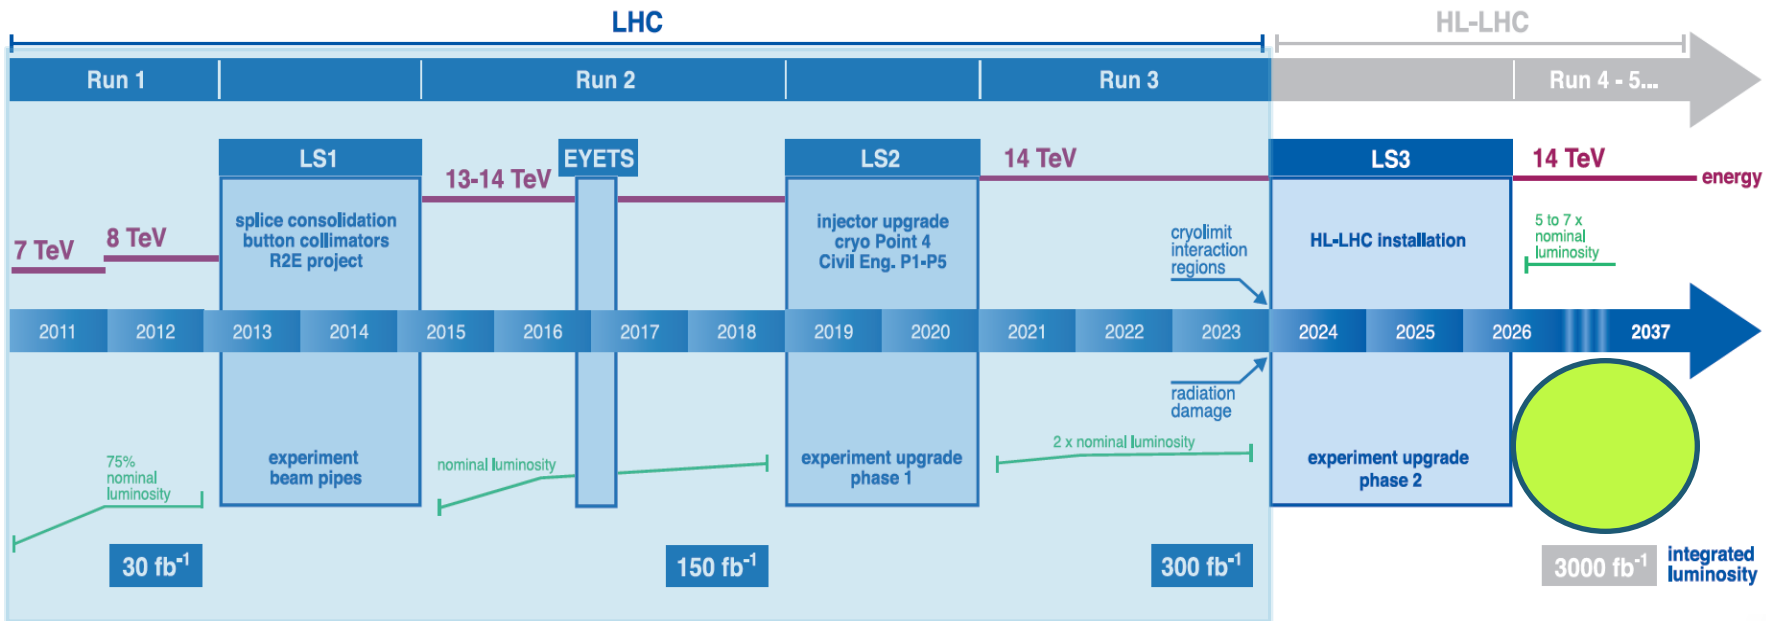 LHC
HL-LHC
Run 1
Run 2
Run 3
Run 4 - 5...
LS1
EYETS
LS2
LS3
7 TeV
8 TeV
13-14 TeV
14 TeV
14 TeV
energy
splice consolidation
button collimators
R2E project
injector upgrade
cryo Point 4
Civil Eng. P1-P5
cryolimit
interaction
regions
HL-LHC installation
5 to 7 x
nominal
luminosity
2011
2012
2013
2014
2015
2016
2017
2018
2019
2020
2021
2022
2023
2024
2025
2026
2037
radiation
damage
75%
nominal
luminosity
experiment
beam pipes
nominal luminosity
experiment upgrade
phase 1
2 x nominal luminosity
experiment upgrade
phase 2
30 fb⁻¹
150 fb⁻¹
300 fb⁻¹
3000 fb⁻¹
integrated
luminosity